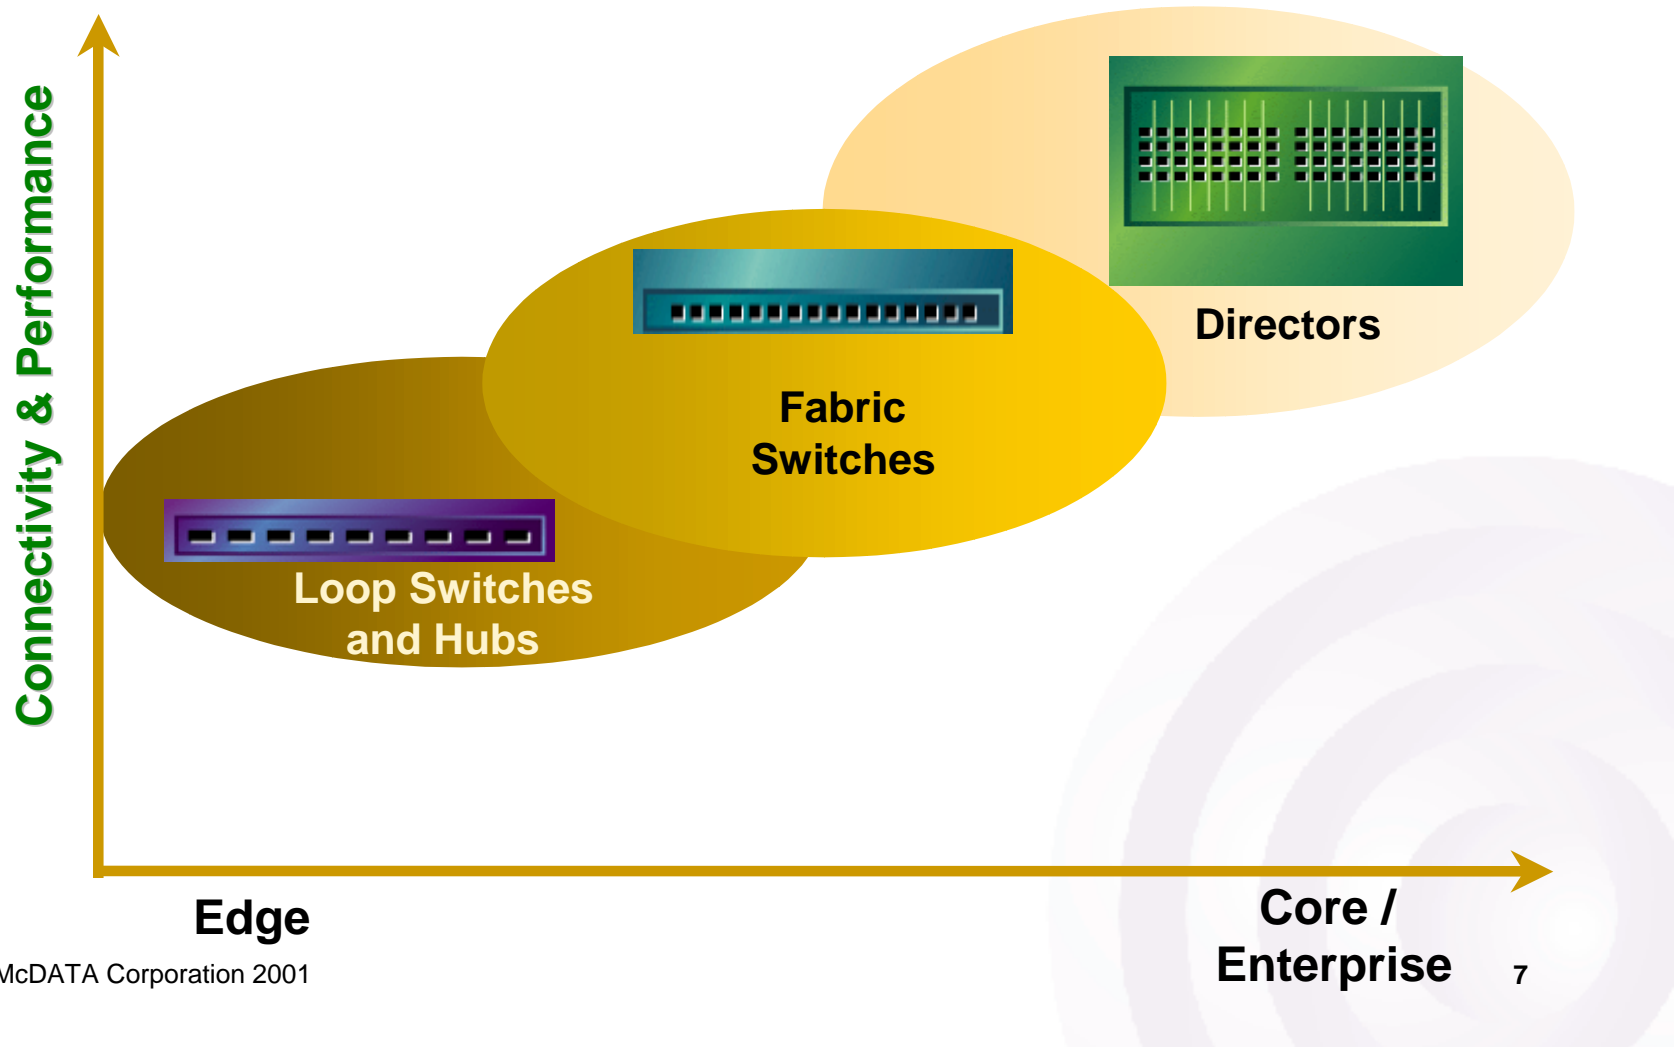 Connectivity & Performance
Directors
Fabric
Switches
Loop Switches
and Hubs
Edge
Core /
Enterprise
McDATA Corporation 2001
7